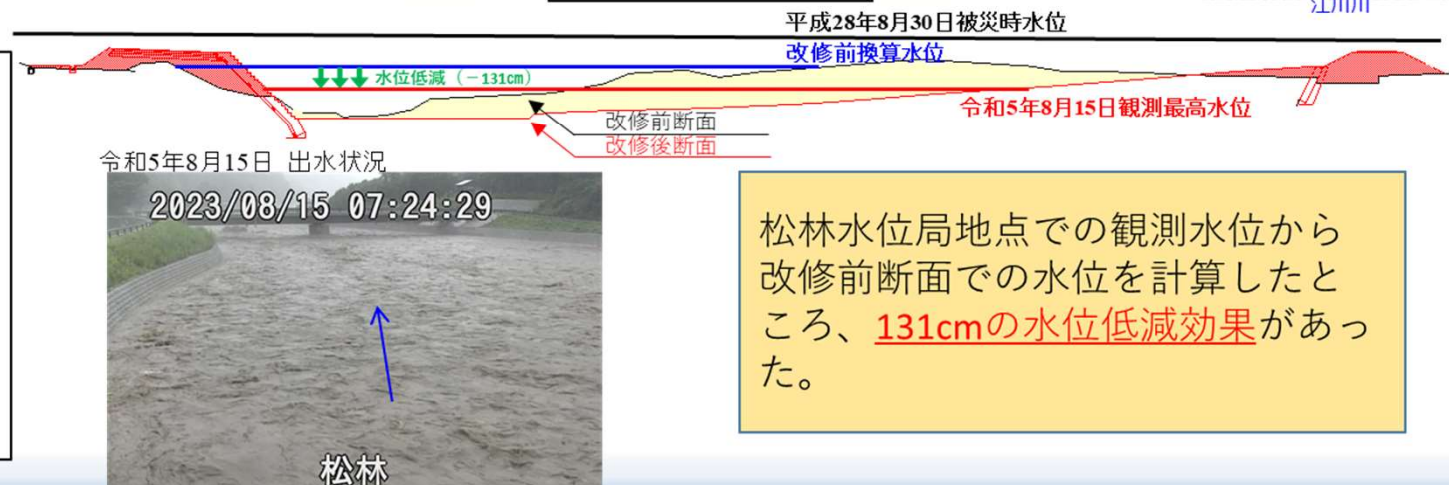 江川川
平成28年8月30日被災時水位
改修前換算水位
水位低減（－131cm）
令和5年8月15日観測最高水位
改修前断面
改修後断面
令和5年8月15日 出水状況
2023/08/15 07:24:29
松林
松林水位局地点での観測水位から
改修前断面での水位を計算したと
ころ、131cmの水位低減効果があっ
た。